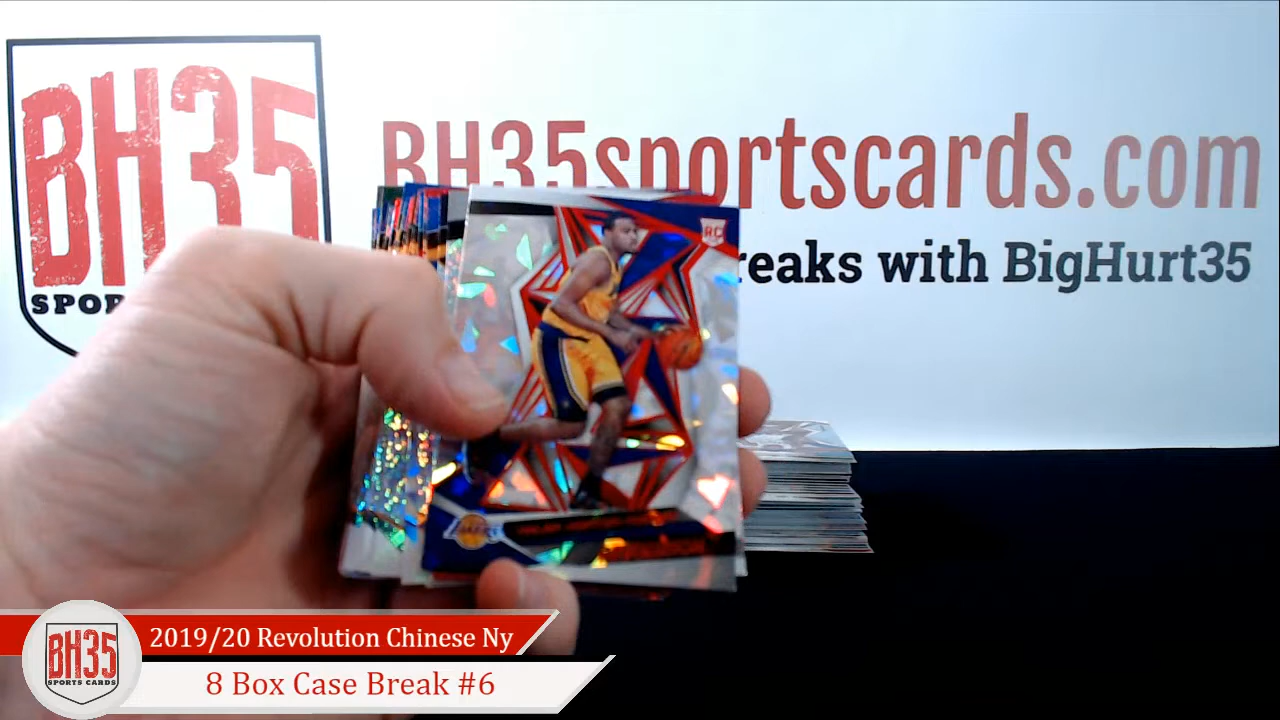 BH35
SPOR
BH35sportscards.com
reaks with BigHurt35
RC
LAKERS
BH35
SPORTS CARDS
2019/20 Revolution Chinese Ny
8 Box Case Break #6